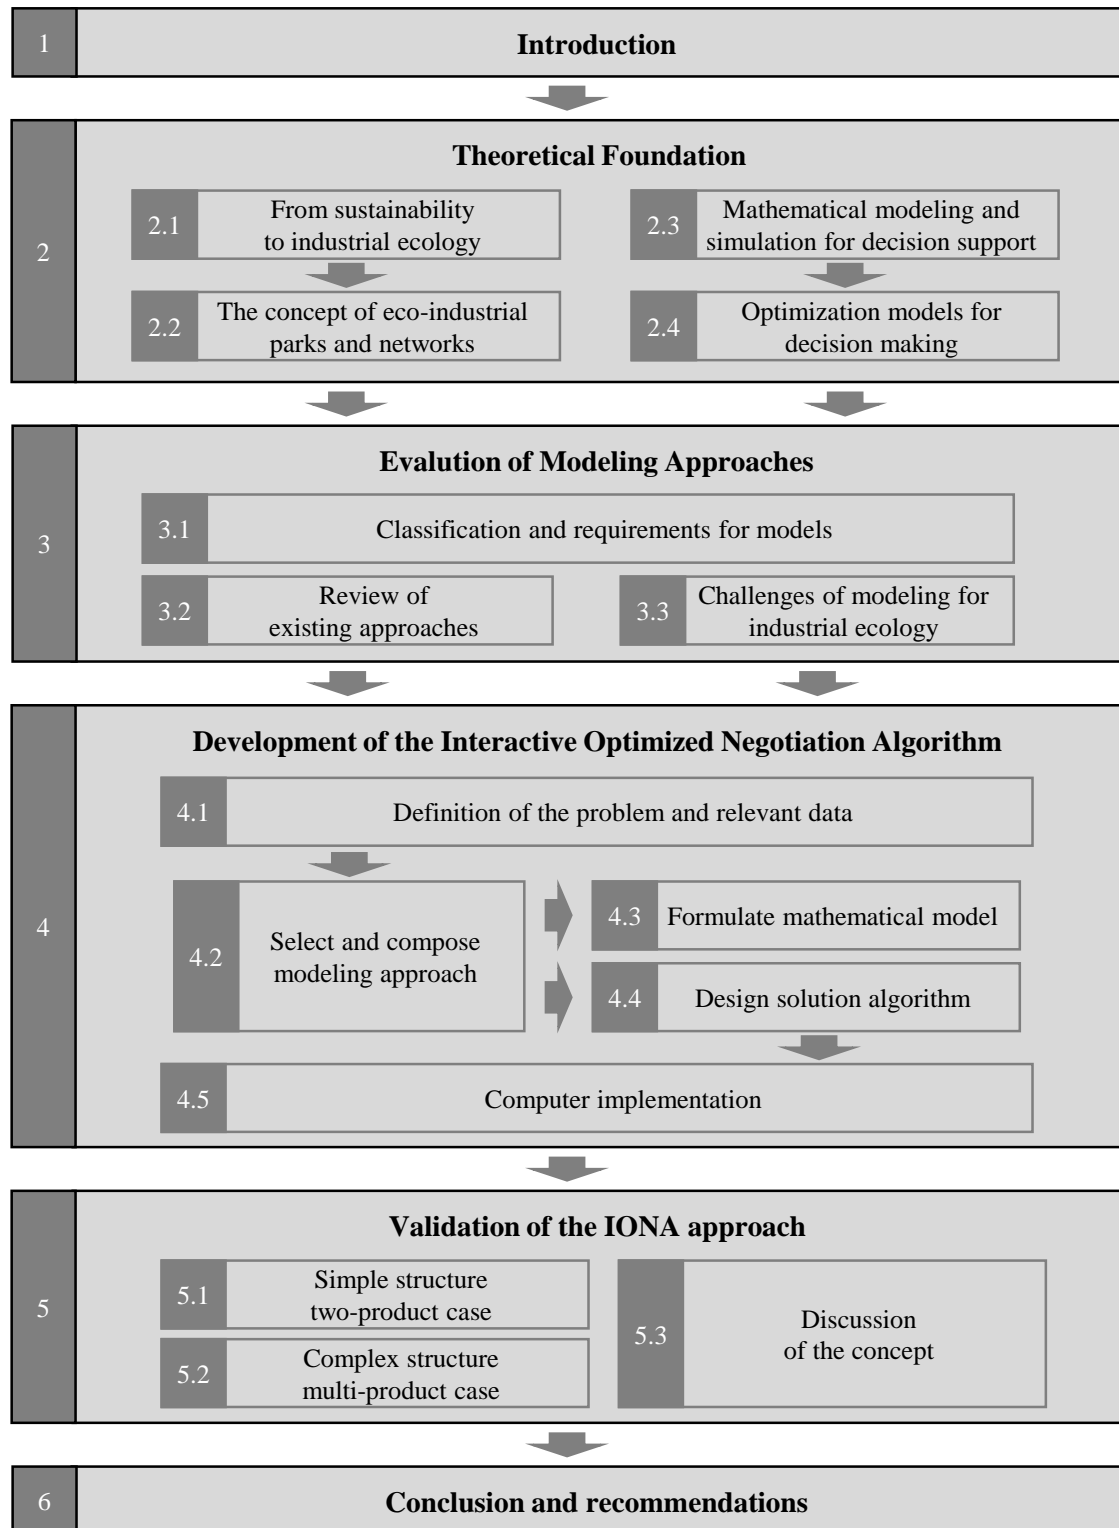 1
Introduction
2
Theoretical Foundation
2.1
From sustainability
to industrial ecology
2.2
The concept of eco-industrial
parks and networks
2.3
Mathematical modeling and
simulation for decision support
2.4
Optimization models for
decision making
3
Evalution of Modeling Approaches
3.1
Classification and requirements for models
3.2
Review of
existing approaches
3.3
Challenges of modeling for
industrial ecology
4
Development of the Interactive Optimized Negotiation Algorithm
4.1
Definition of the problem and relevant data
4.2
Select and compose
modeling approach
4.3
Formulate mathematical model
4.4
Design solution algorithm
4.5
Computer implementation
5
Validation of the IONA approach
5.1
Simple structure
two-product case
5.2
Complex structure
multi-product case
5.3
Discussion
of the concept
6
Conclusion and recommendations